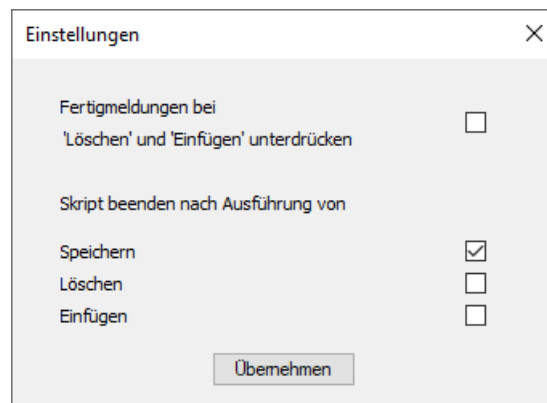 Einstellungen
Fertigmeldungen bei
'Löschen' und 'Einfügen' unterdrücken
Skript beenden nach Ausführung von
Speichern
Löschen
Einfügen
Übernehmen